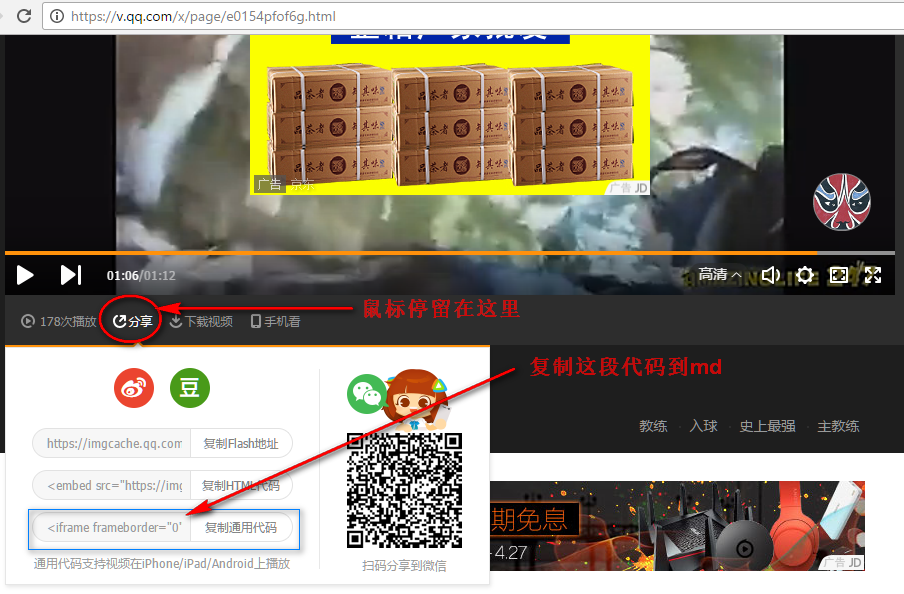 https://v.qq.com/x/page/e0154pfof6g.html
广告 京东
广告 JD
01:06/01:12
高清
178次播放
分享
下载视频
手机看
鼠标停留在这里
复制这段代码到md
豆
教练 · 入球 · 史上最强 · 主教练
https://imgcache.qq.com
复制Flash地址
<embed src="https://img
复制HTML代码
<iframe frameborder="0"
复制通用代码
通用代码支持视频在iPhone/iPad/Android上播放
扫码分享到微信
期免息
-4.27
广告 JD